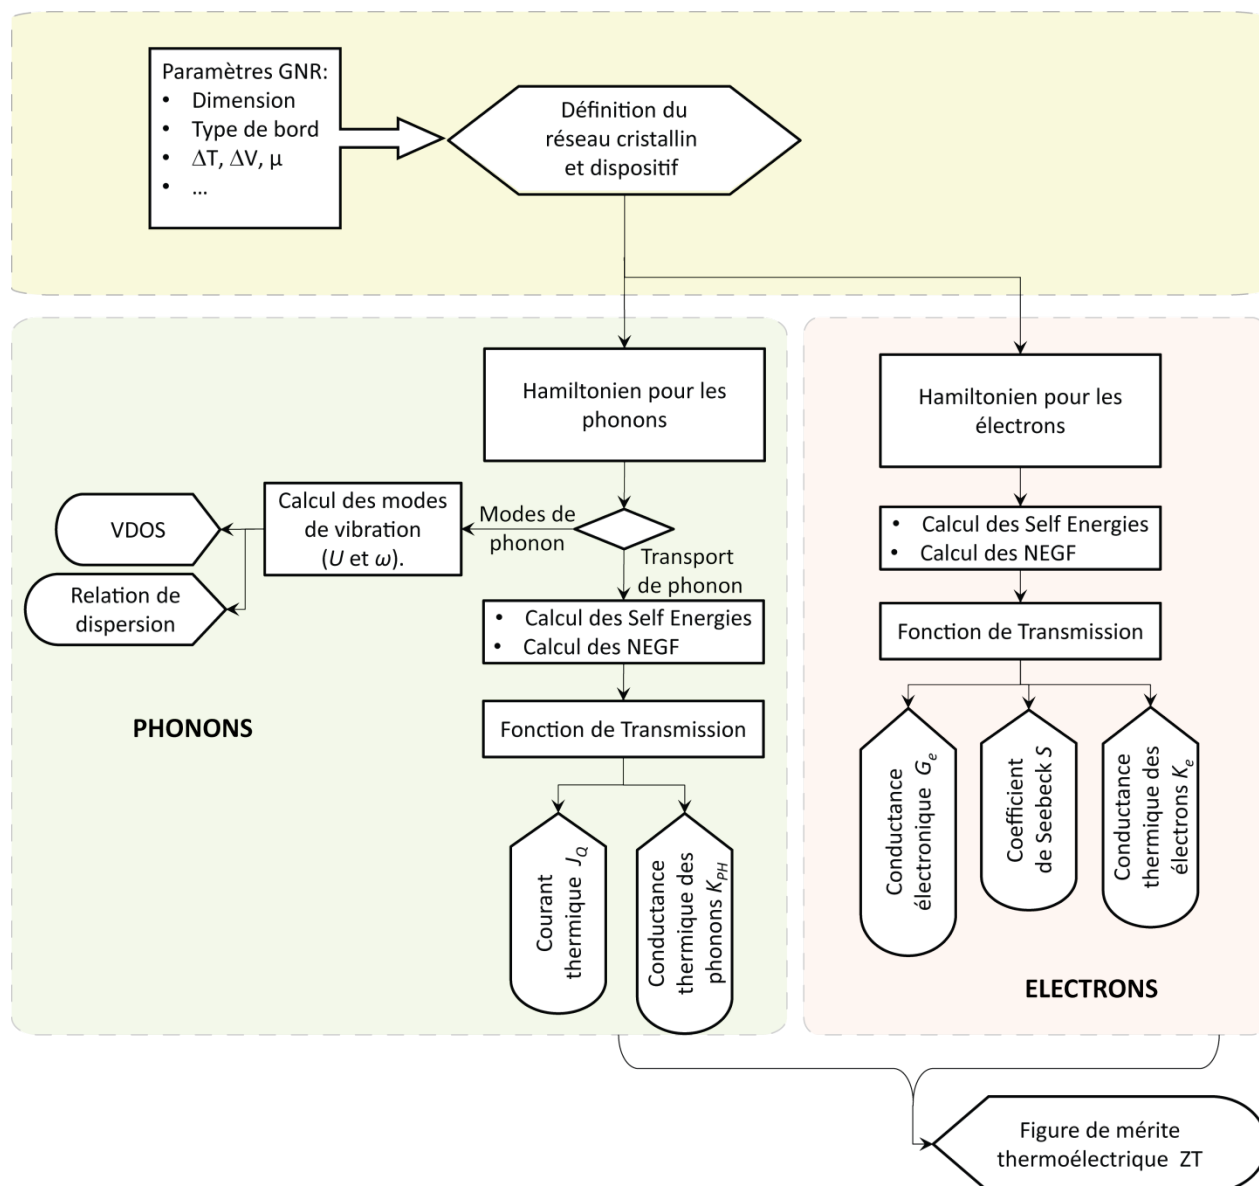 Paramètres GNR:
• Dimension
• Type de bord
• ΔT, ΔV, μ
• ...
Définition du
réseau cristallin
et dispositif
Hamiltonien pour les
phonons
Modes de
phonon
Calcul des modes
de vibration
(U et ω).
VDOS
Relation de
dispersion
Transport
de phonon
• Calcul des Self Energies
• Calcul des NEGF
Fonction de Transmission
Courant
thermique J_Q
Conductance
thermique des
phonons K_PH
PHONONS
Hamiltonien pour les
électrons
• Calcul des Self Energies
• Calcul des NEGF
Fonction de Transmission
Conductance
électronique G_e
Coefficient
de Seebeck S
Conductance
thermique des
électrons K_e
ELECTRONS
Figure de mérite
thermoélectrique ZT